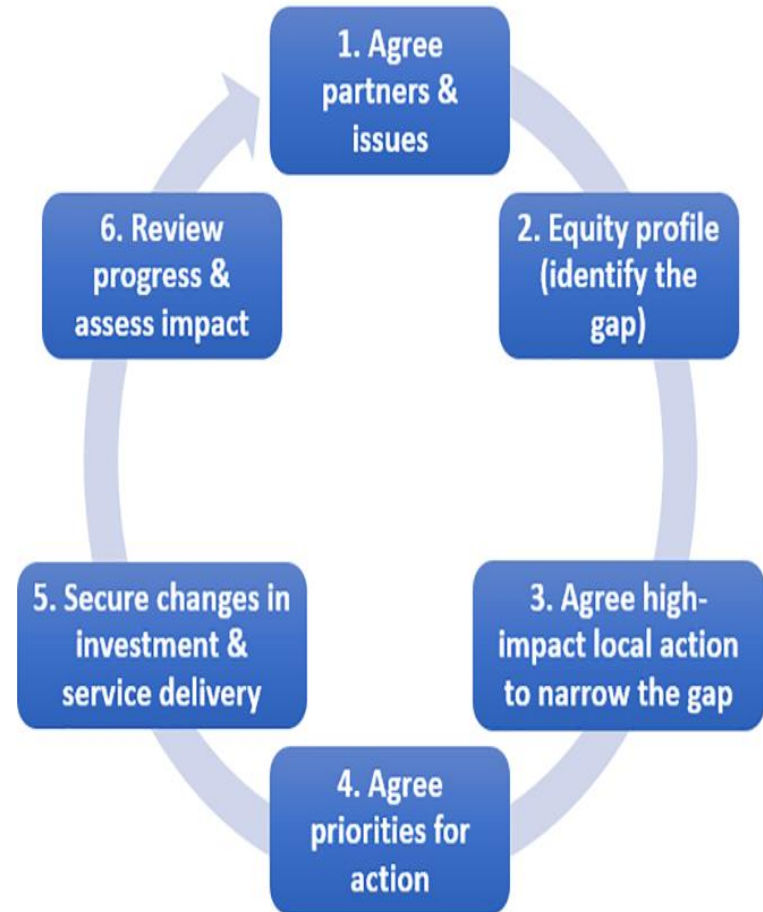 1. Agree
partners &
issues
2. Equity profile
(identify the
gap)
3. Agree high-
impact local action
to narrow the gap
4. Agree
priorities for
action
5. Secure changes in
investment &
service delivery
6. Review
progress &
assess impact